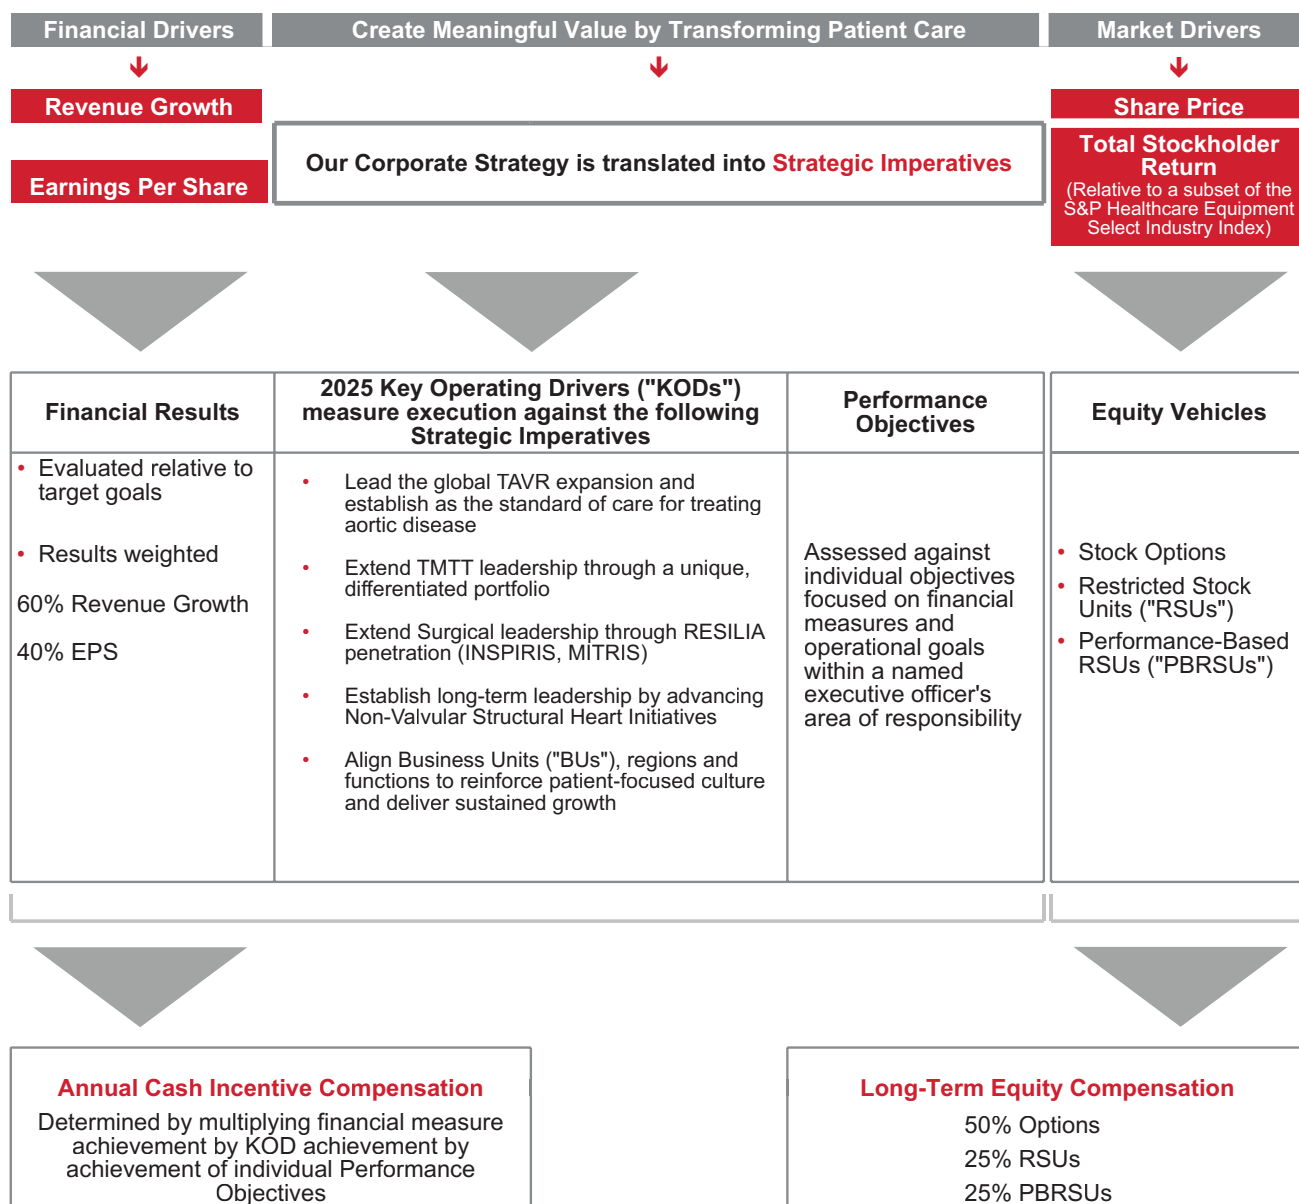 Financial Drivers
Create Meaningful Value by Transforming Patient Care
Market Drivers
Revenue Growth
Earnings Per Share
Our Corporate Strategy is translated into Strategic Imperatives
Share Price
Total Stockholder
Return
(Relative to a subset of the
S&P Healthcare Equipment
Select Industry Index)
Financial Results
• Evaluated relative to
target goals
• Results weighted
60% Revenue Growth
40% EPS
2025 Key Operating Drivers ("KODs")
measure execution against the following
Strategic Imperatives
• Lead the global TAVR expansion and
establish as the standard of care for treating
aortic disease
• Extend TMTT leadership through a unique,
differentiated portfolio
• Extend Surgical leadership through RESILIA
penetration (INSPIRIS, MITRIS)
• Establish long-term leadership by advancing
Non-Valvular Structural Heart Initiatives
• Align Business Units ("BUs"), regions and
functions to reinforce patient-focused culture
and deliver sustained growth
Performance
Objectives
Assessed against
individual objectives
focused on financial
measures and
operational goals
within a named
executive officer's
area of responsibility
Equity Vehicles
• Stock Options
• Restricted Stock
Units ("RSUs")
• Performance-Based
RSUs ("PBRSUs")
Annual Cash Incentive Compensation
Determined by multiplying financial measure
achievement by KOD achievement by
achievement of individual Performance
Objectives
Long-Term Equity Compensation
50% Options
25% RSUs
25% PBRSUs